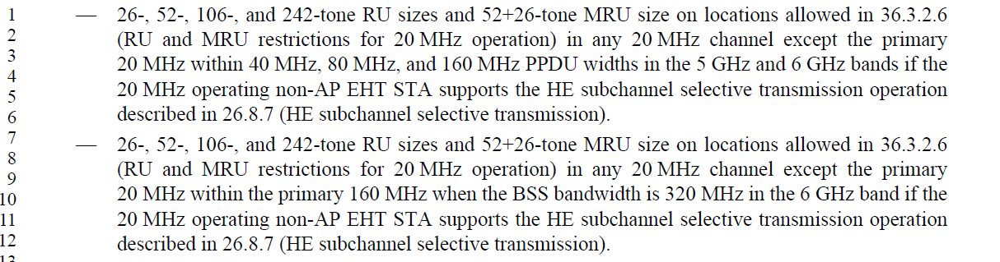 1 — 26-, 52-, 106-, and 242-tone RU sizes and 52+26-tone MRU size on locations allowed in 36.3.2.6
2 (RU and MRU restrictions for 20 MHz operation) in any 20 MHz channel except the primary
3 20 MHz within 40 MHz, 80 MHz, and 160 MHz PPDU widths in the 5 GHz and 6 GHz bands if the
4 20 MHz operating non-AP EHT STA supports the HE subchannel selective transmission operation
5
6 described in 26.8.7 (HE subchannel selective transmission).
7 — 26-, 52-, 106-, and 242-tone RU sizes and 52+26-tone MRU size on locations allowed in 36.3.2.6
8
9 (RU and MRU restrictions for 20 MHz operation) in any 20 MHz channel except the primary
10 20 MHz within the primary 160 MHz when the BSS bandwidth is 320 MHz in the 6 GHz band if the
11 20 MHz operating non-AP EHT STA supports the HE subchannel selective transmission operation
12 described in 26.8.7 (HE subchannel selective transmission).
13